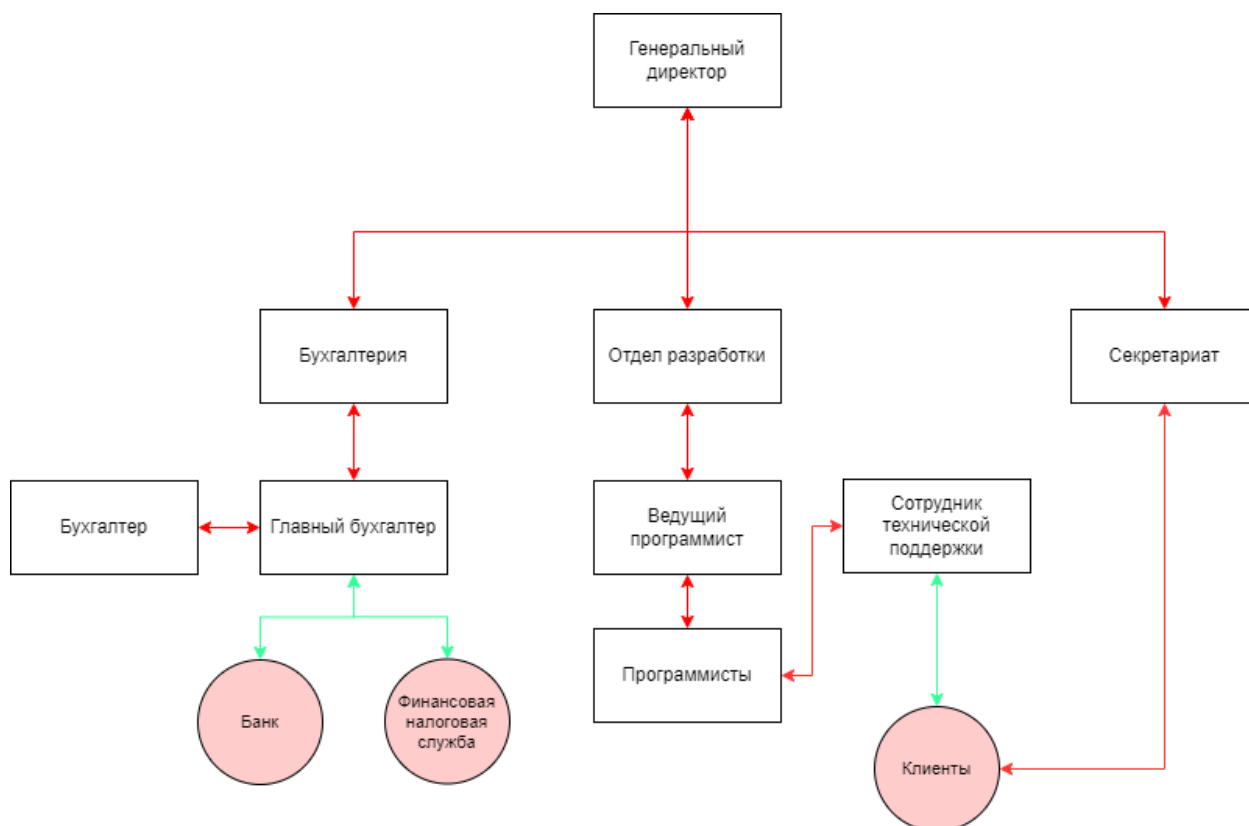 Генеральный
директор
Бухгалтерия
Отдел разработки
Секретариат
Бухгалтер
Главный бухгалтер
Ведущий
программист
Сотрудник
технической
поддержки
Программисты
Банк
Финансовая
налоговая
служба
Клиенты